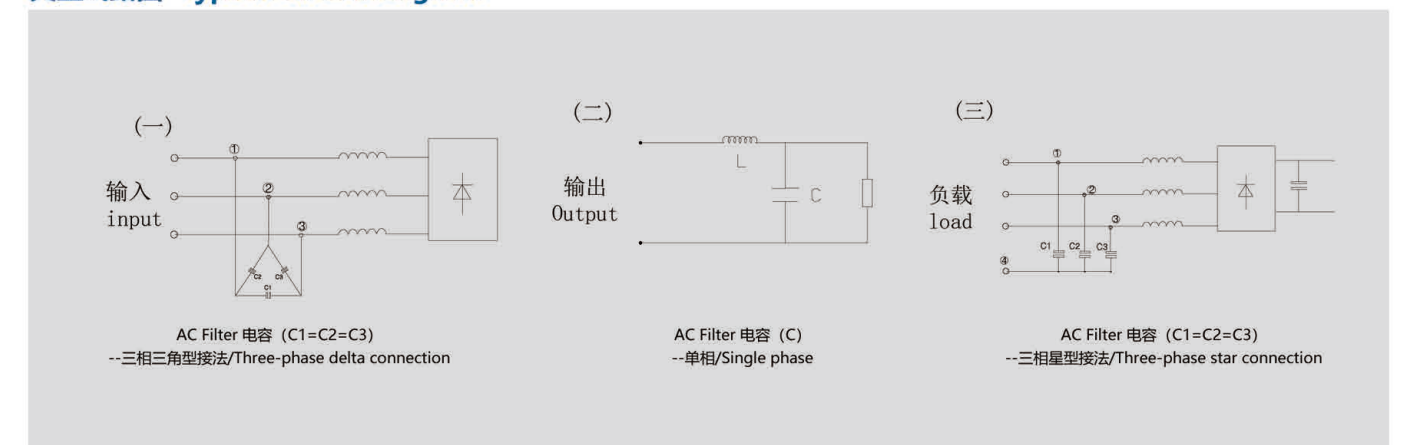 (一)
①
②
③
输入
input
C2
C3
C1
AC Filter 电容（C1=C2=C3）
--三相三角型接法/Three-phase delta connection
(二)
L
输出
Output
C
AC Filter 电容（C）
--单相/Single phase
(三)
①
②
③
负载
load
C1
C2
C3
④
AC Filter 电容（C1=C2=C3）
--三相星型接法/Three-phase star connection